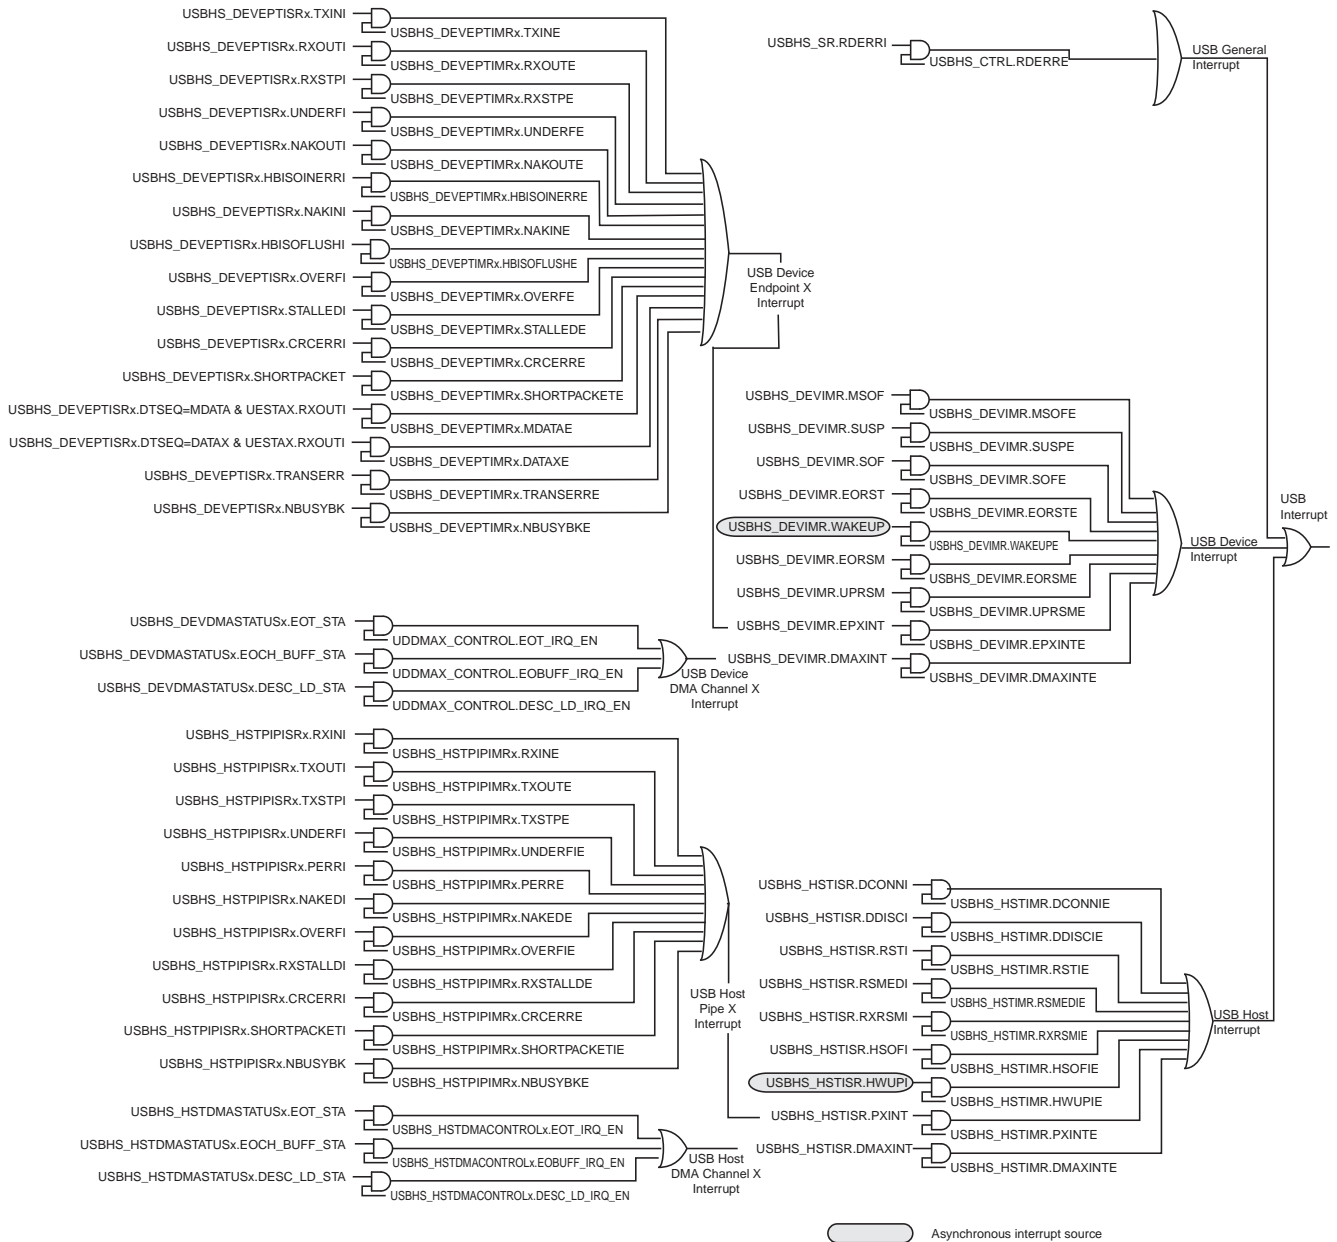 USBHS_DEVEPTISRx.TXINI
USBHS_DEVEPTIMRx.TXINE
USBHS_DEVEPTISRx.RXOUTI
USBHS_DEVEPTIMRx.RXOUTE
USBHS_DEVEPTISRx.RXSTPI
USBHS_DEVEPTIMRx.RXSTPE
USBHS_DEVEPTISRx.UNDERFI
USBHS_DEVEPTIMRx.UNDERFE
USBHS_DEVEPTISRx.NAKOUTI
USBHS_DEVEPTIMRx.NAKOUTE
USBHS_DEVEPTISRx.HBISOINERRI
USBHS_DEVEPTIMRx.HBISOINERRE
USBHS_DEVEPTISRx.NAKINI
USBHS_DEVEPTIMRx.NAKINE
USBHS_DEVEPTISRx.HBISOFLUSHI
USBHS_DEVEPTIMRx.HBISOFLUSHE
USBHS_DEVEPTISRx.OVERFI
USBHS_DEVEPTIMRx.OVERFE
USBHS_DEVEPTISRx.STALLEDI
USBHS_DEVEPTIMRx.STALLEDE
USBHS_DEVEPTISRx.CRCERRI
USBHS_DEVEPTIMRx.CRCERRE
USBHS_DEVEPTISRx.SHORTPACKET
USBHS_DEVEPTIMRx.SHORTPACKETE
USBHS_DEVEPTISRx.DTSEQ=MDATA & UESTAX.RXOUTI
USBHS_DEVEPTIMRx.MDATAE
USBHS_DEVEPTISRx.DTSEQ=DATAX & UESTAX.RXOUTI
USBHS_DEVEPTIMRx.DATAXE
USBHS_DEVEPTISRx.TRANSERR
USBHS_DEVEPTIMRx.TRANSERRE
USBHS_DEVEPTISRx.NBUSYBK
USBHS_DEVEPTIMRx.NBUSYBKE
USB Device
Endpoint X
Interrupt
USBHS_SR.RDERRI
USBHS_CTRL.RDERRE
USB General
Interrupt
USBHS_DEVIMR.MSOF
USBHS_DEVIMR.MSOFE
USBHS_DEVIMR.SUSP
USBHS_DEVIMR.SUSPE
USBHS_DEVIMR.SOF
USBHS_DEVIMR.SOFE
USBHS_DEVIMR.EORST
USBHS_DEVIMR.EORSTE
USBHS_DEVIMR.WAKEUP
USBHS_DEVIMR.WAKEUPE
USBHS_DEVIMR.EORSM
USBHS_DEVIMR.EORSME
USBHS_DEVIMR.UPRSM
USBHS_DEVIMR.UPRSME
USBHS_DEVIMR.EPXINT
USBHS_DEVIMR.EPXINTE
USBHS_DEVIMR.DMAXINT
USBHS_DEVIMR.DMAXINTE
USB Device
Interrupt
USB
Interrupt
USBHS_DEVDMASTATUSx.EOT_STA
UDDMAX_CONTROL.EOT_IRQ_EN
USBHS_DEVDMASTATUSx.EOCH_BUFF_STA
UDDMAX_CONTROL.EOBUFF_IRQ_EN
USBHS_DEVDMASTATUSx.DESC_LD_STA
UDDMAX_CONTROL.DESC_LD_IRQ_EN
USB Device
DMA Channel X
Interrupt
USBHS_HSTPIPISRx.RXINI
USBHS_HSTPIPIMRx.RXINE
USBHS_HSTPIPISRx.TXOUTI
USBHS_HSTPIPIMRx.TXOUTE
USBHS_HSTPIPISRx.TXSTPI
USBHS_HSTPIPIMRx.TXSTPE
USBHS_HSTPIPISRx.UNDERFI
USBHS_HSTPIPIMRx.UNDERFIE
USBHS_HSTPIPISRx.PERRI
USBHS_HSTPIPIMRx.PERRE
USBHS_HSTPIPISRx.NAKEDI
USBHS_HSTPIPIMRx.NAKEDE
USBHS_HSTPIPISRx.OVERFI
USBHS_HSTPIPIMRx.OVERFIE
USBHS_HSTPIPISRx.RXSTALLDI
USBHS_HSTPIPIMRx.RXSTALLDE
USBHS_HSTPIPISRx.CRCERRI
USBHS_HSTPIPIMRx.CRCERRE
USBHS_HSTPIPISRx.SHORTPACKETI
USBHS_HSTPIPIMRx.SHORTPACKETIE
USBHS_HSTPIPISRx.NBUSYBK
USBHS_HSTPIPIMRx.NBUSYBKE
USB Host
Pipe X
Interrupt
USBHS_HSTISR.DCONNI
USBHS_HSTIMR.DCONNIE
USBHS_HSTISR.DDISCI
USBHS_HSTIMR.DDISCIE
USBHS_HSTISR.RSTI
USBHS_HSTIMR.RSTIE
USBHS_HSTISR.RSMEDI
USBHS_HSTIMR.RSMEDIE
USBHS_HSTISR.RXRSMI
USBHS_HSTIMR.RXRSMIE
USBHS_HSTISR.HSOFI
USBHS_HSTIMR.HSOFIE
USBHS_HSTISR.HWUPI
USBHS_HSTIMR.HWUPIE
USBHS_HSTISR.PXINT
USBHS_HSTIMR.PXINTE
USBHS_HSTISR.DMAXINT
USBHS_HSTIMR.DMAXINTE
USB Host
Interrupt
USBHS_HSTDMASTATUSx.EOT_STA
USBHS_HSTDMACONTROLx.EOT_IRQ_EN
USBHS_HSTDMASTATUSx.EOCH_BUFF_STA
USBHS_HSTDMACONTROLx.EOBUFF_IRQ_EN
USBHS_HSTDMASTATUSx.DESC_LD_STA
USBHS_HSTDMACONTROLx.DESC_LD_IRQ_EN
USB Host
DMA Channel X
Interrupt
Asynchronous interrupt source